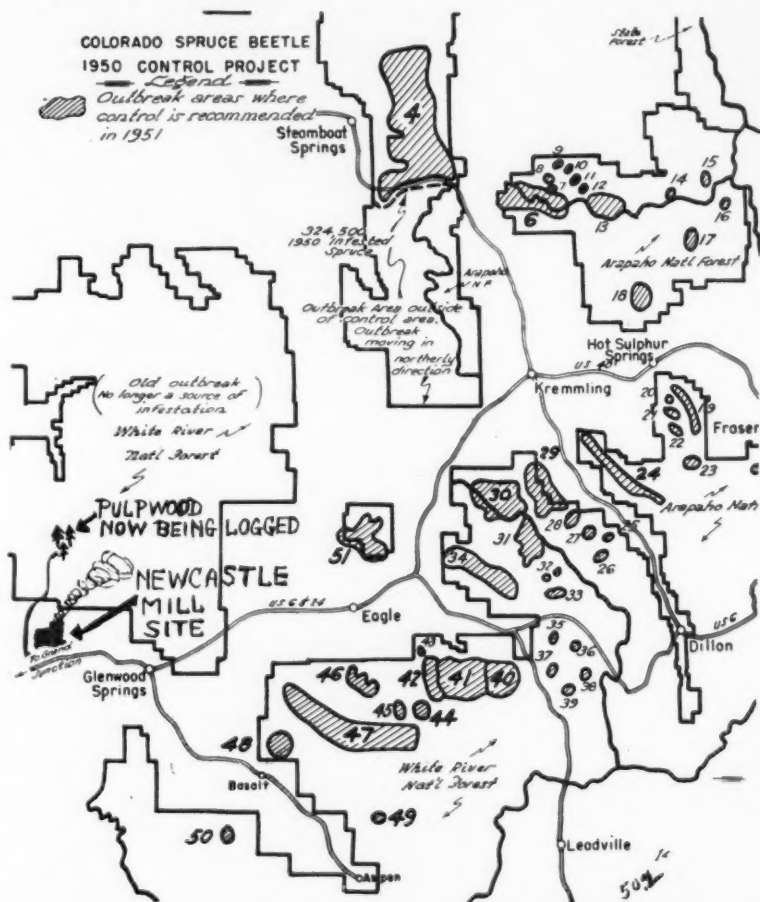 COLORADO SPRUCE BEETLE
1950 CONTROL PROJECT
Legend
Outbreak areas where
control is recommended
in 1951
State
Forest
Steamboat
Springs
4
324,500
1950 Infested
Spruce
Arapaho
N.F.
Outbreak Area outside
of control area.
Outbreak
moving in
northerly
direction
9
10
8
11
7
12
6
13
14
15
16
17
Arapaho Nat'l Forest
18
Hot Sulphur
Springs
US 40
Kremmling
Old outbreak
No longer a source of
infestation
White River
Nat'l Forest
20
19
21
22
Fraser
23
24
Arapaho Nat
PULPWOOD
NOW BEING LOGGED
29
30
28
27
25
26
31
51
34
32
33
NEWCASTLE
MILL
SITE
US 6 & 24
Eagle
US 6
Dillon
To Grand
Junction
Glenwood
Springs
35
36
37
38
39
43
42
41
40
46
45
44
47
48
White River
Nat'l Forest
Basalt
49
50
Aspen
Leadville